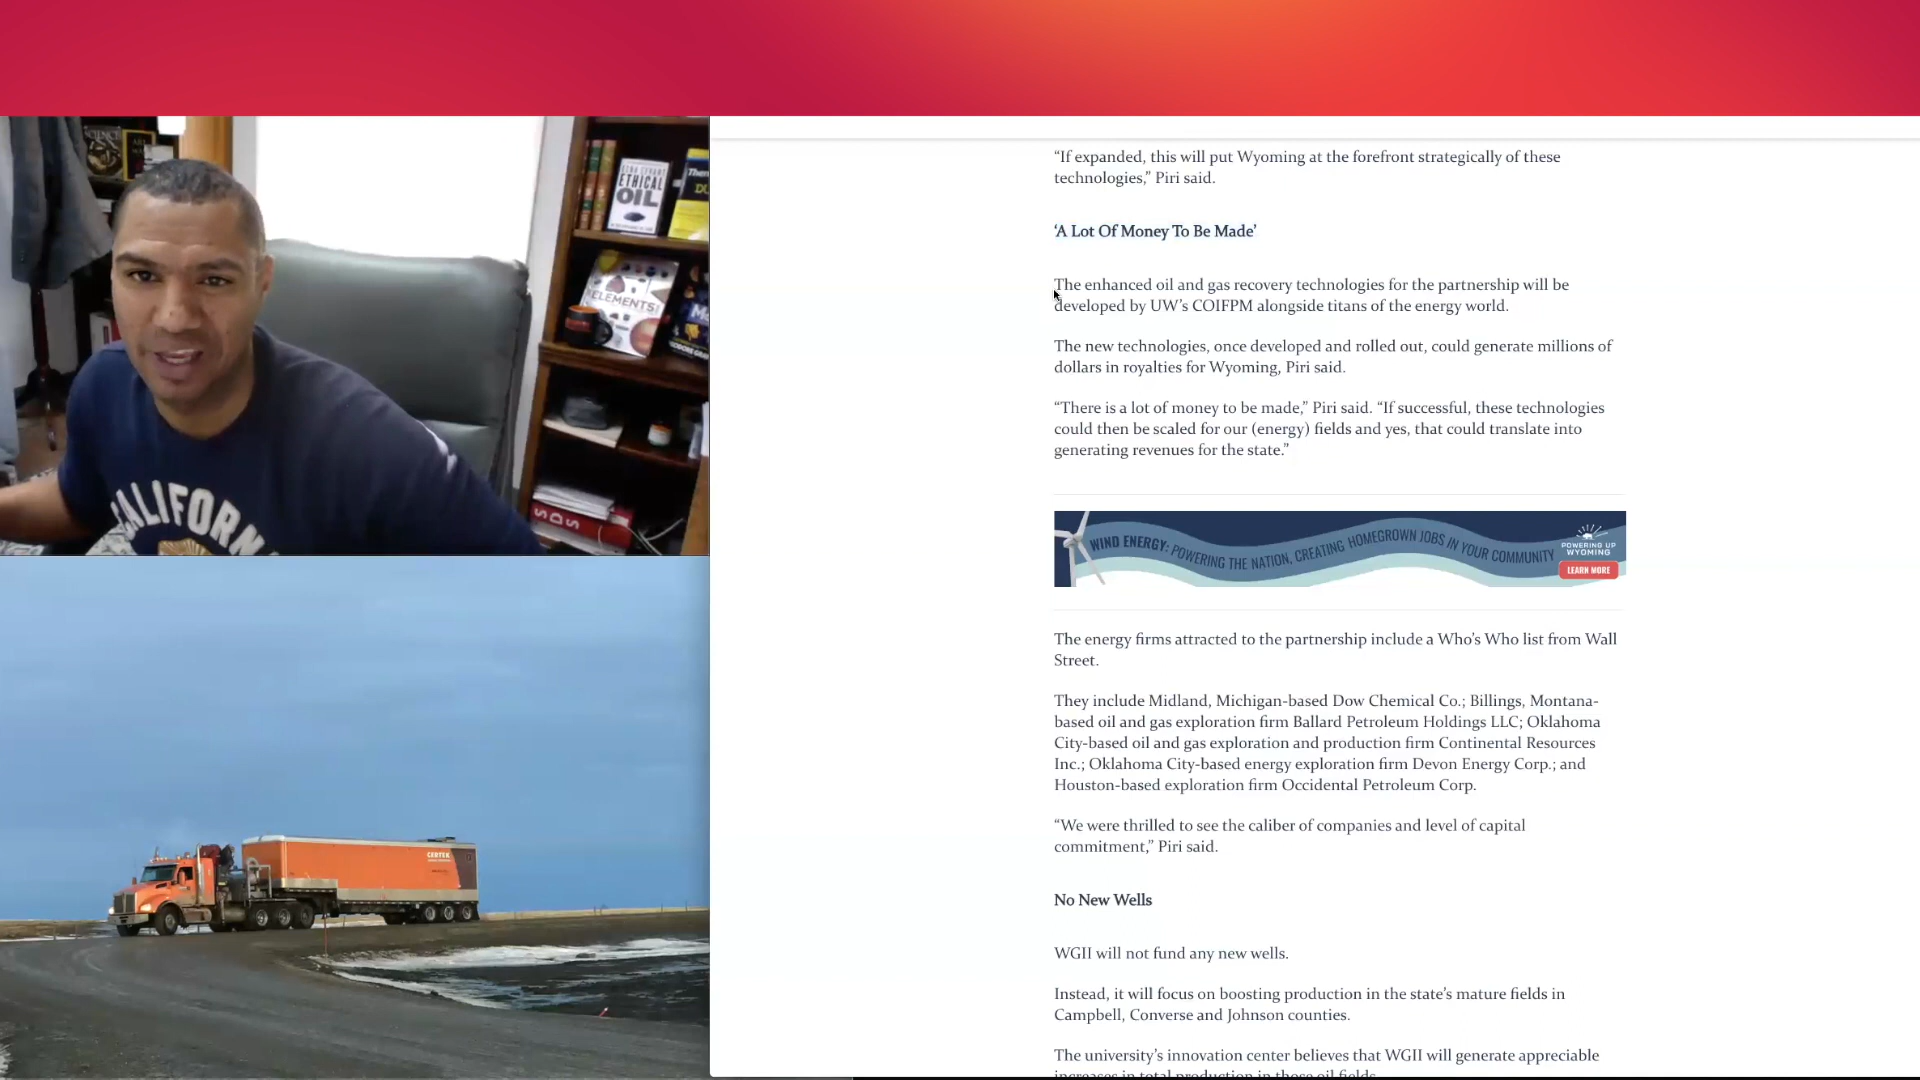 SCIENCE
ETHICAL
OIL
ELEMENTS
SDS
CALIFORN
CENTEK
“If expanded, this will put Wyoming at the forefront strategically of these
technologies,” Piri said.
‘A Lot Of Money To Be Made’
The enhanced oil and gas recovery technologies for the partnership will be
developed by UW’s COIFPM alongside titans of the energy world.
The new technologies, once developed and rolled out, could generate millions of
dollars in royalties for Wyoming, Piri said.
“There is a lot of money to be made,” Piri said. “If successful, these technologies
could then be scaled for our (energy) fields and yes, that could translate into
generating revenues for the state.”
WIND ENERGY: POWERING THE NATION, CREATING HOMEGROWN JOBS IN YOUR COMMUNITY
POWERING UP
WYOMING
LEARN MORE
The energy firms attracted to the partnership include a Who’s Who list from Wall
Street.
They include Midland, Michigan-based Dow Chemical Co.; Billings, Montana-
based oil and gas exploration firm Ballard Petroleum Holdings LLC; Oklahoma
City-based oil and gas exploration and production firm Continental Resources
Inc.; Oklahoma City-based energy exploration firm Devon Energy Corp.; and
Houston-based exploration firm Occidental Petroleum Corp.
“We were thrilled to see the caliber of companies and level of capital
commitment,” Piri said.
No New Wells
WGII will not fund any new wells.
Instead, it will focus on boosting production in the state’s mature fields in
Campbell, Converse and Johnson counties.
The university’s innovation center believes that WGII will generate appreciable
increases in total production in those oil fields.